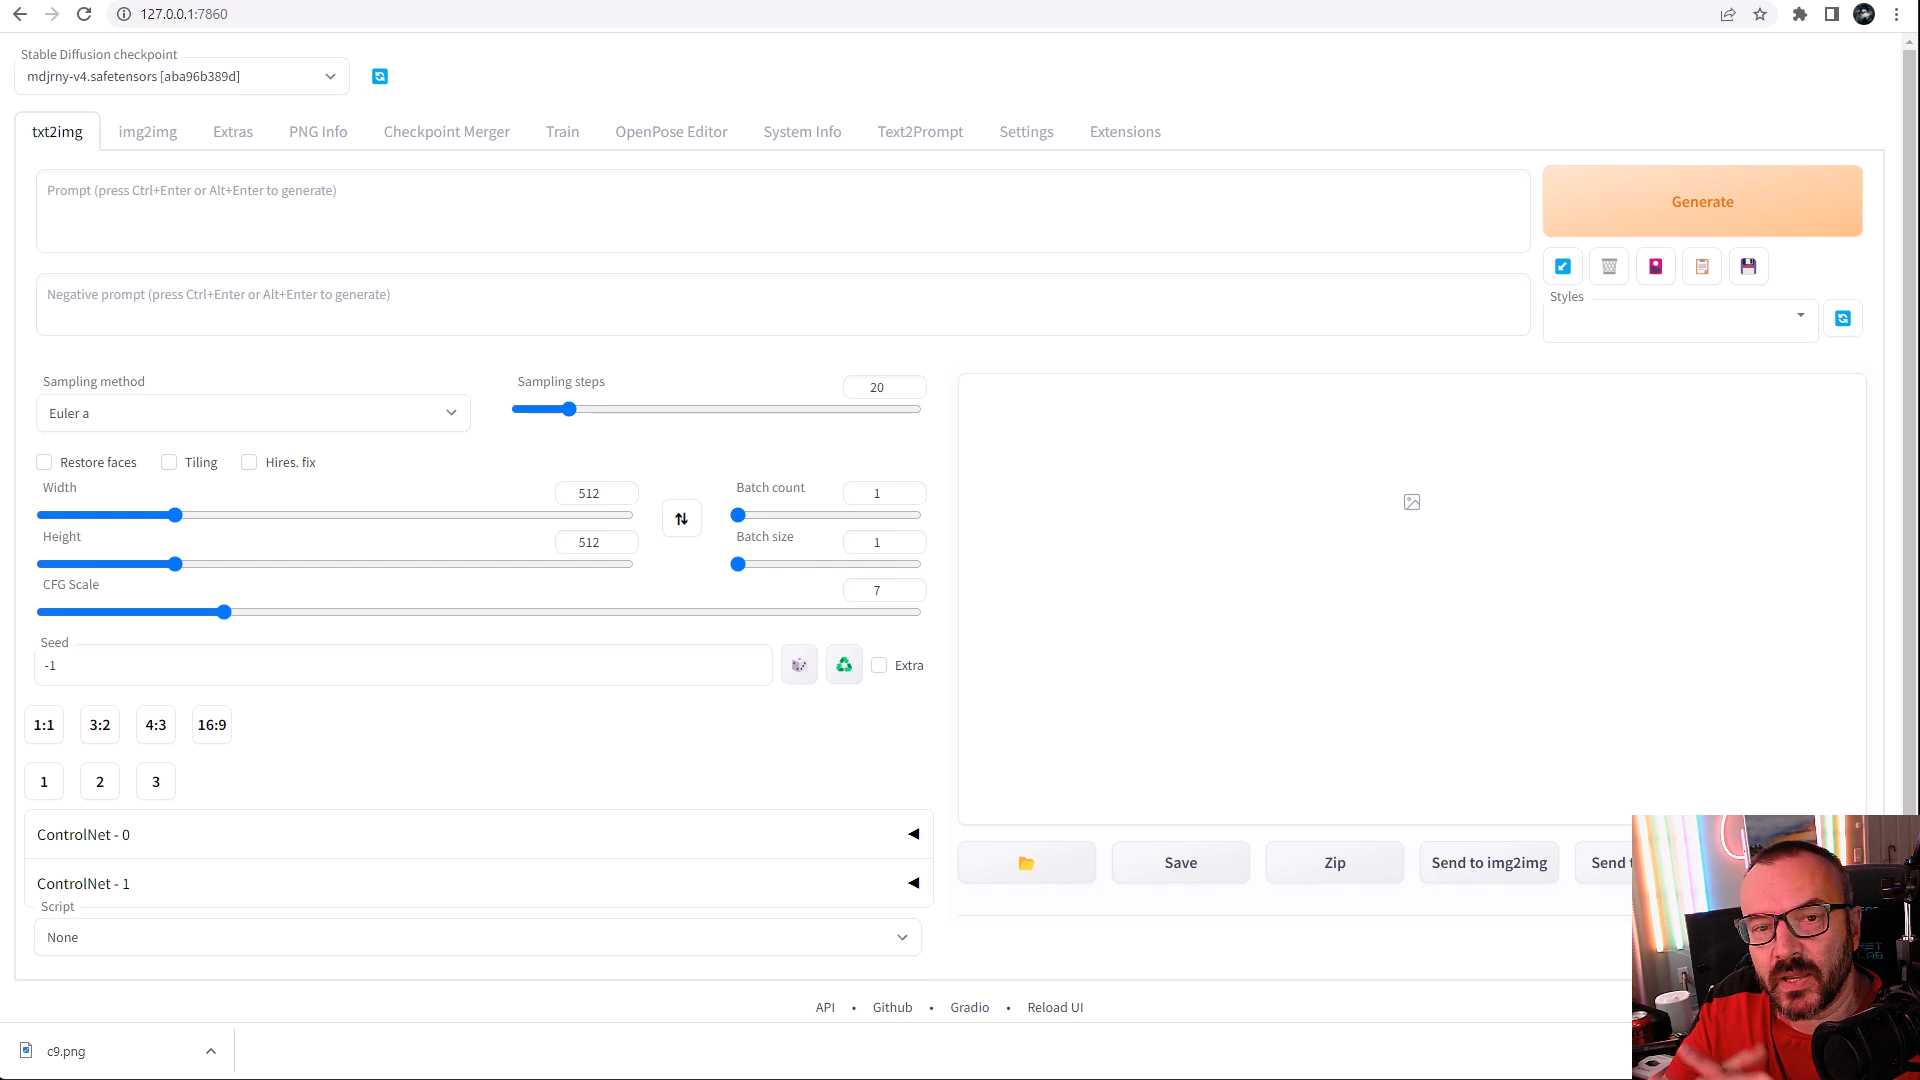 127.0.0.1:7860
Stable Diffusion checkpoint
mdjrny-v4.safetensors [aba96b389d]
txt2img img2img Extras PNG Info Checkpoint Merger Train OpenPose Editor System Info Text2Prompt Settings Extensions
Prompt (press Ctrl+Enter or Alt+Enter to generate)
Generate
Negative prompt (press Ctrl+Enter or Alt+Enter to generate)
Styles
Sampling method
Euler a
Sampling steps
20
Restore faces Tiling Hires. fix
Width
512
Batch count
1
Height
512
Batch size
1
CFG Scale
7
Seed
-1
Extra
1:1 3:2 4:3 16:9
1 2 3
ControlNet - 0
ControlNet - 1
Script
None
Save Zip Send to img2img Send
API • Github • Gradio • Reload UI
c9.png